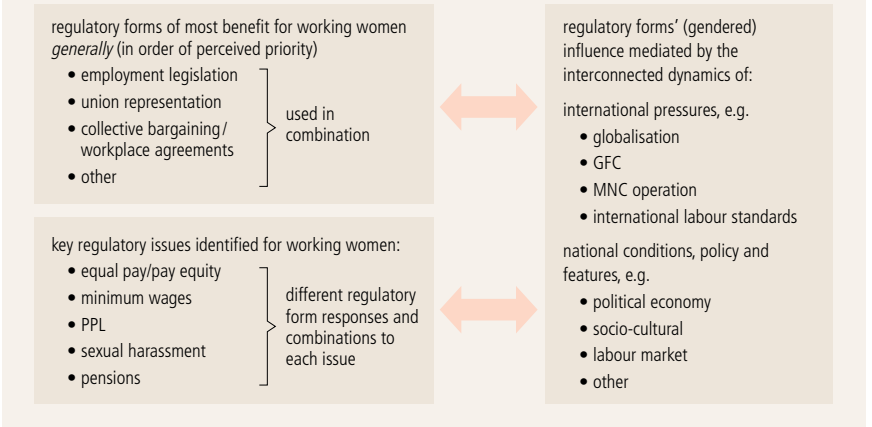 regulatory forms of most benefit for working women
generally (in order of perceived priority)
• employment legislation
• union representation
• collective bargaining/
workplace agreements
• other
used in
combination
key regulatory issues identified for working women:
• equal pay/pay equity
• minimum wages
• PPL
• sexual harassment
• pensions
different regulatory
form responses and
combinations to
each issue
regulatory forms’ (gendered)
influence mediated by the
interconnected dynamics of:
international pressures, e.g.
• globalisation
• GFC
• MNC operation
• international labour standards
national conditions, policy and
features, e.g.
• political economy
• socio-cultural
• labour market
• other